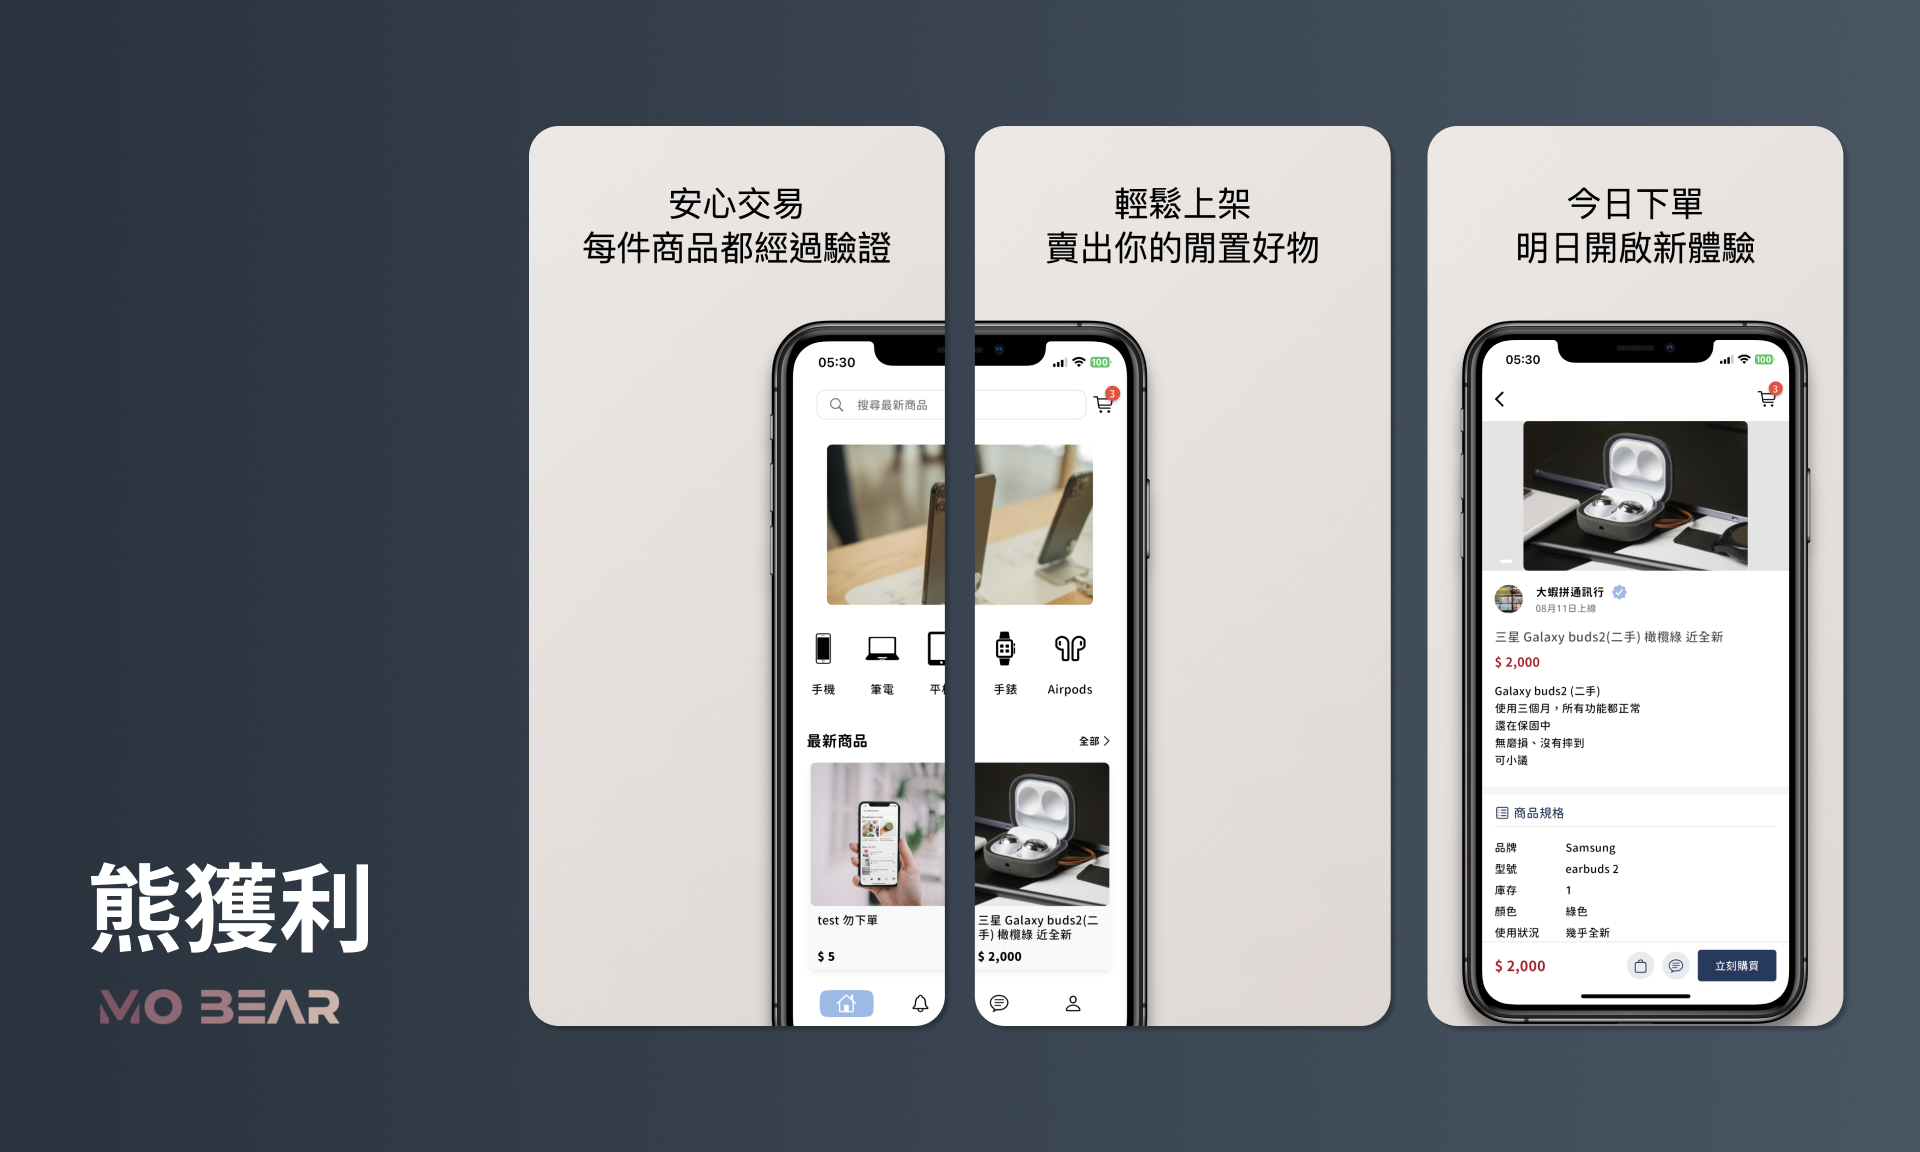 安心交易
每件商品都經過驗證
05:30
搜尋最新商品
手機
筆電
最新商品
test 勿下單
$ 5
輕鬆上架
賣出你的閒置好物
100
3
手錶
Airpods
全部
三星 Galaxy buds2(二
手) 橄欖綠 近全新
$ 2,000
今日下單
明日開啟新體驗
05:30
100
3
大蝦拼通訊行
08月11日上線
三星 Galaxy buds2(二手) 橄欖綠 近全新
$ 2,000
Galaxy buds2 (二手)
使用三個月，所有功能都正常
還在保固中
無磨損、沒有摔到
可小議
商品規格
品牌 Samsung
型號 earbuds 2
庫存 1
顏色 綠色
使用狀況 幾乎全新
$ 2,000
立刻購買
熊獲利
MO BEAR